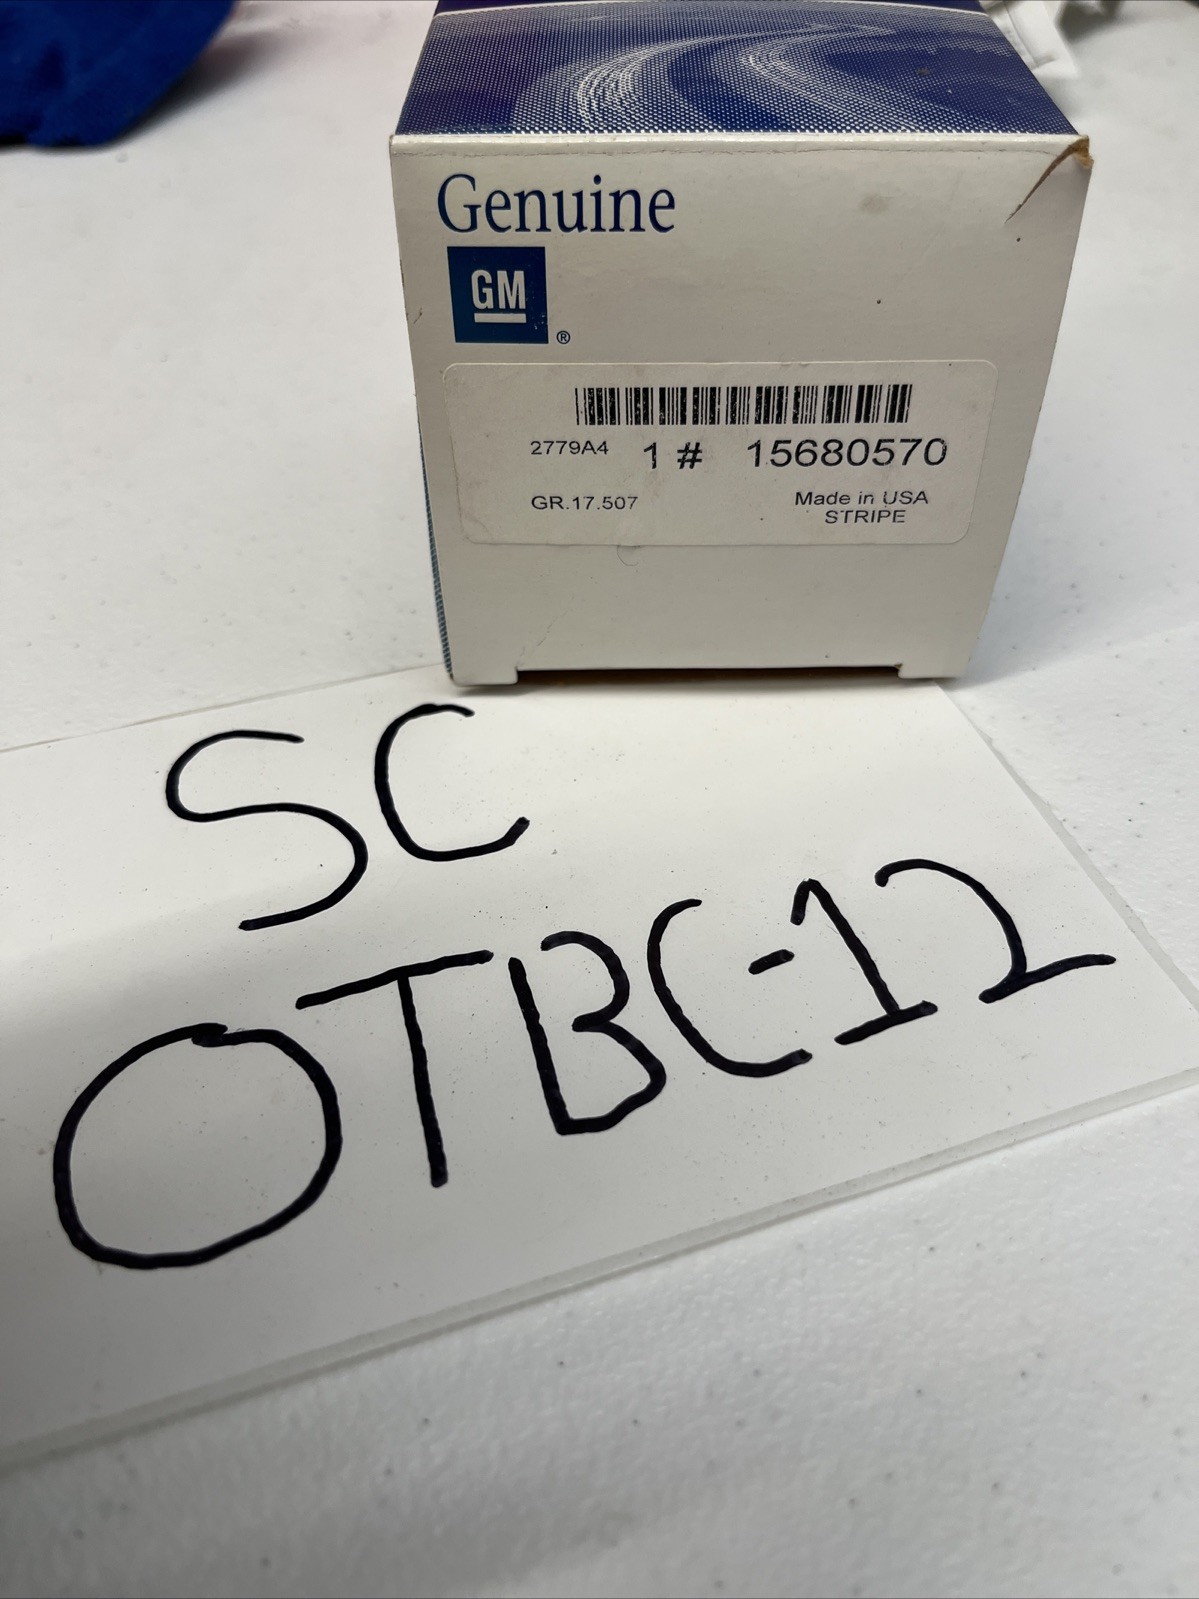 Genuine
GM
®
2779A4 1 # 15680570
GR.17.507 Made in USA
STRIPE
SC
OTBC-12